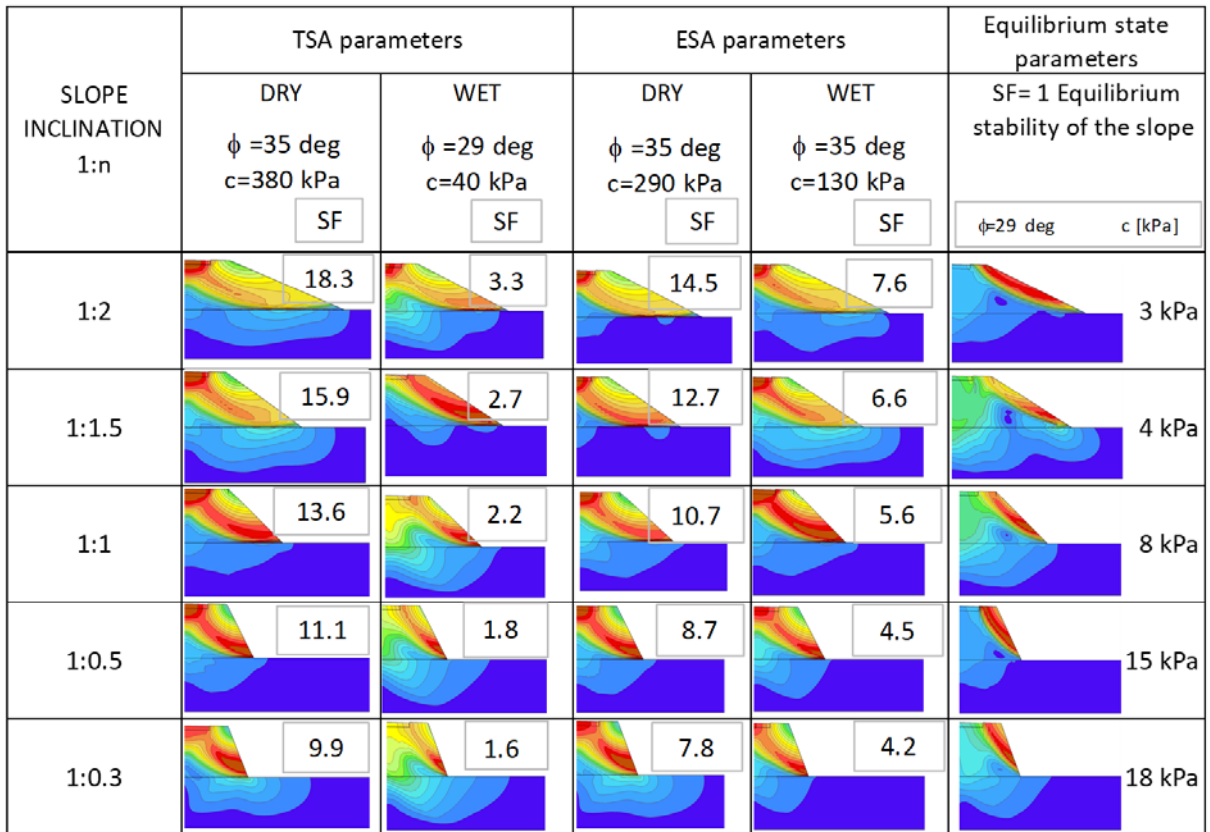 TSA parameters
ESA parameters
Equilibrium state
parameters
SLOPE
INCLINATION
1:n
DRY
ϕ =35 deg
c=380 kPa
SF
WET
ϕ =29 deg
c=40 kPa
SF
DRY
ϕ =35 deg
c=290 kPa
SF
WET
ϕ =35 deg
c=130 kPa
SF
SF= 1 Equilibrium
stability of the slope
ϕ=29 deg c [kPa]
1:2 18.3 3.3 14.5 7.6 3 kPa
1:1.5 15.9 2.7 12.7 6.6 4 kPa
1:1 13.6 2.2 10.7 5.6 8 kPa
1:0.5 11.1 1.8 8.7 4.5 15 kPa
1:0.3 9.9 1.6 7.8 4.2 18 kPa